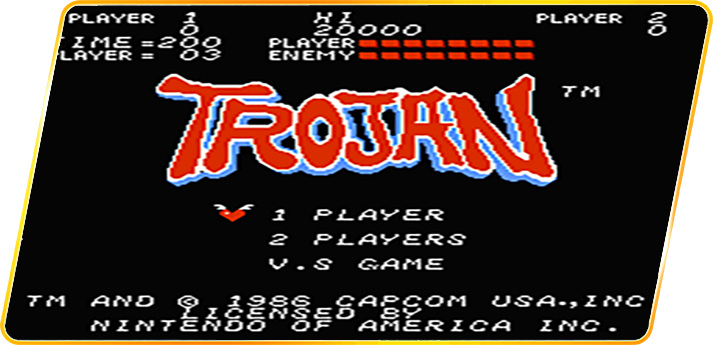 PLAYER 1 HI PLAYER 2
0 20000 0
TIME=200 PLAYER
PLAYER= 03 ENEMY
TROJAN TM
1 PLAYER
2 PLAYERS
V.S GAME
TM AND © 1986 CAPCOM USA.,INC
LICENSED BY
NINTENDO OF AMERICA INC.